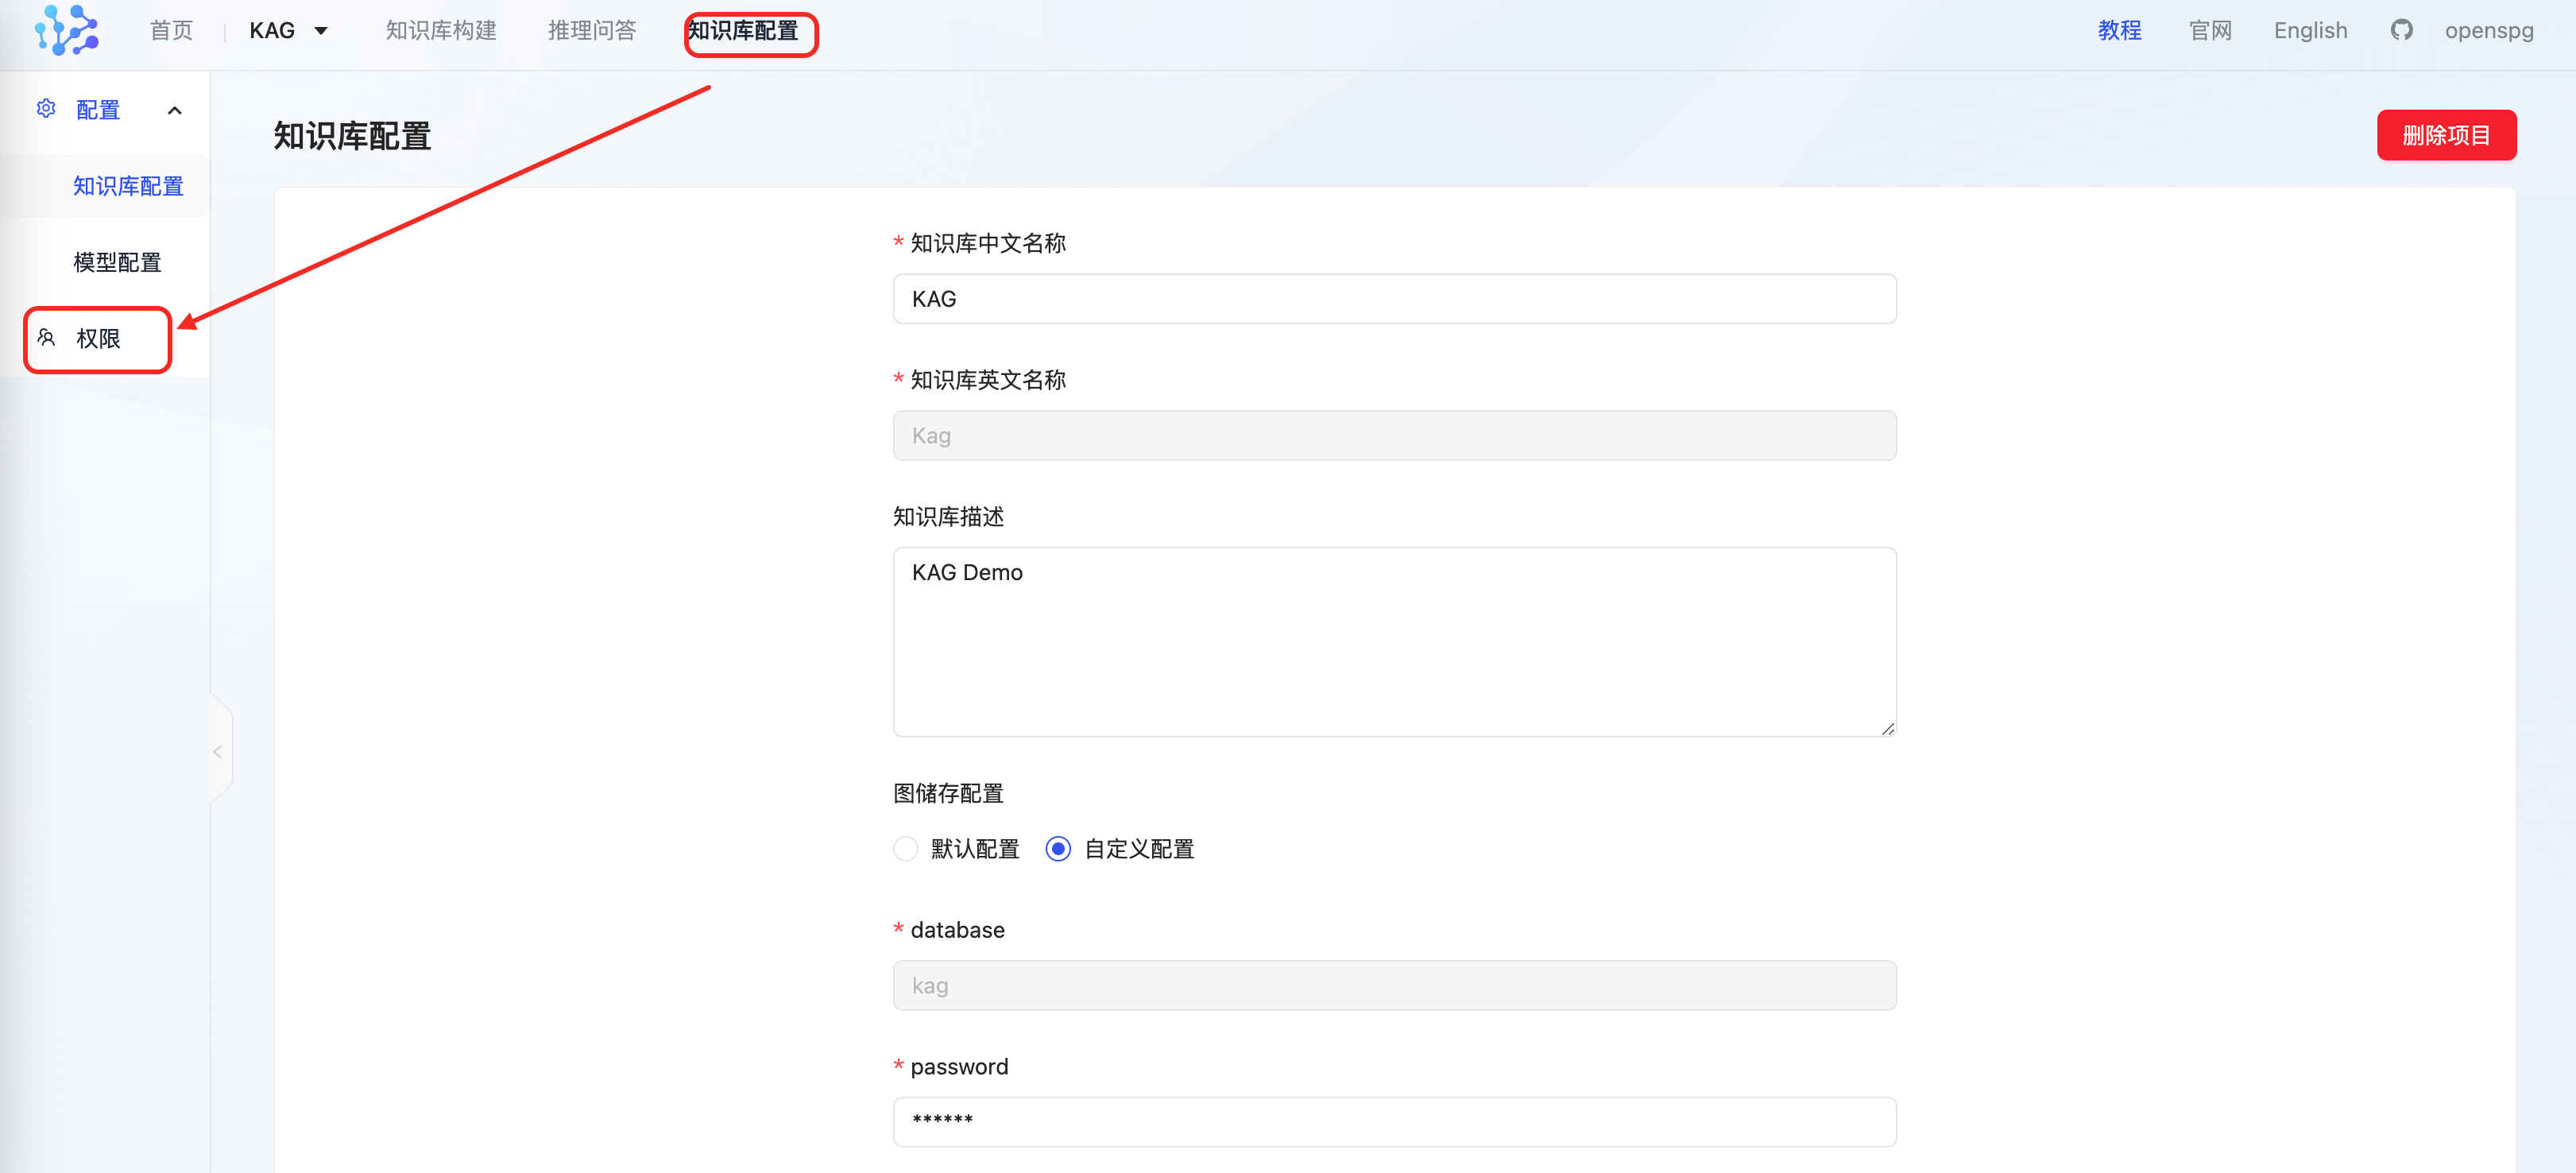 首页 KAG 知识库构建 推理问答 知识库配置 教程 官网 English openspg
配置
知识库配置
模型配置
权限
知识库配置
删除项目
* 知识库中文名称
KAG
* 知识库英文名称
Kag
知识库描述
KAG Demo
图储存配置
默认配置 自定义配置
* database
kag
* password
******